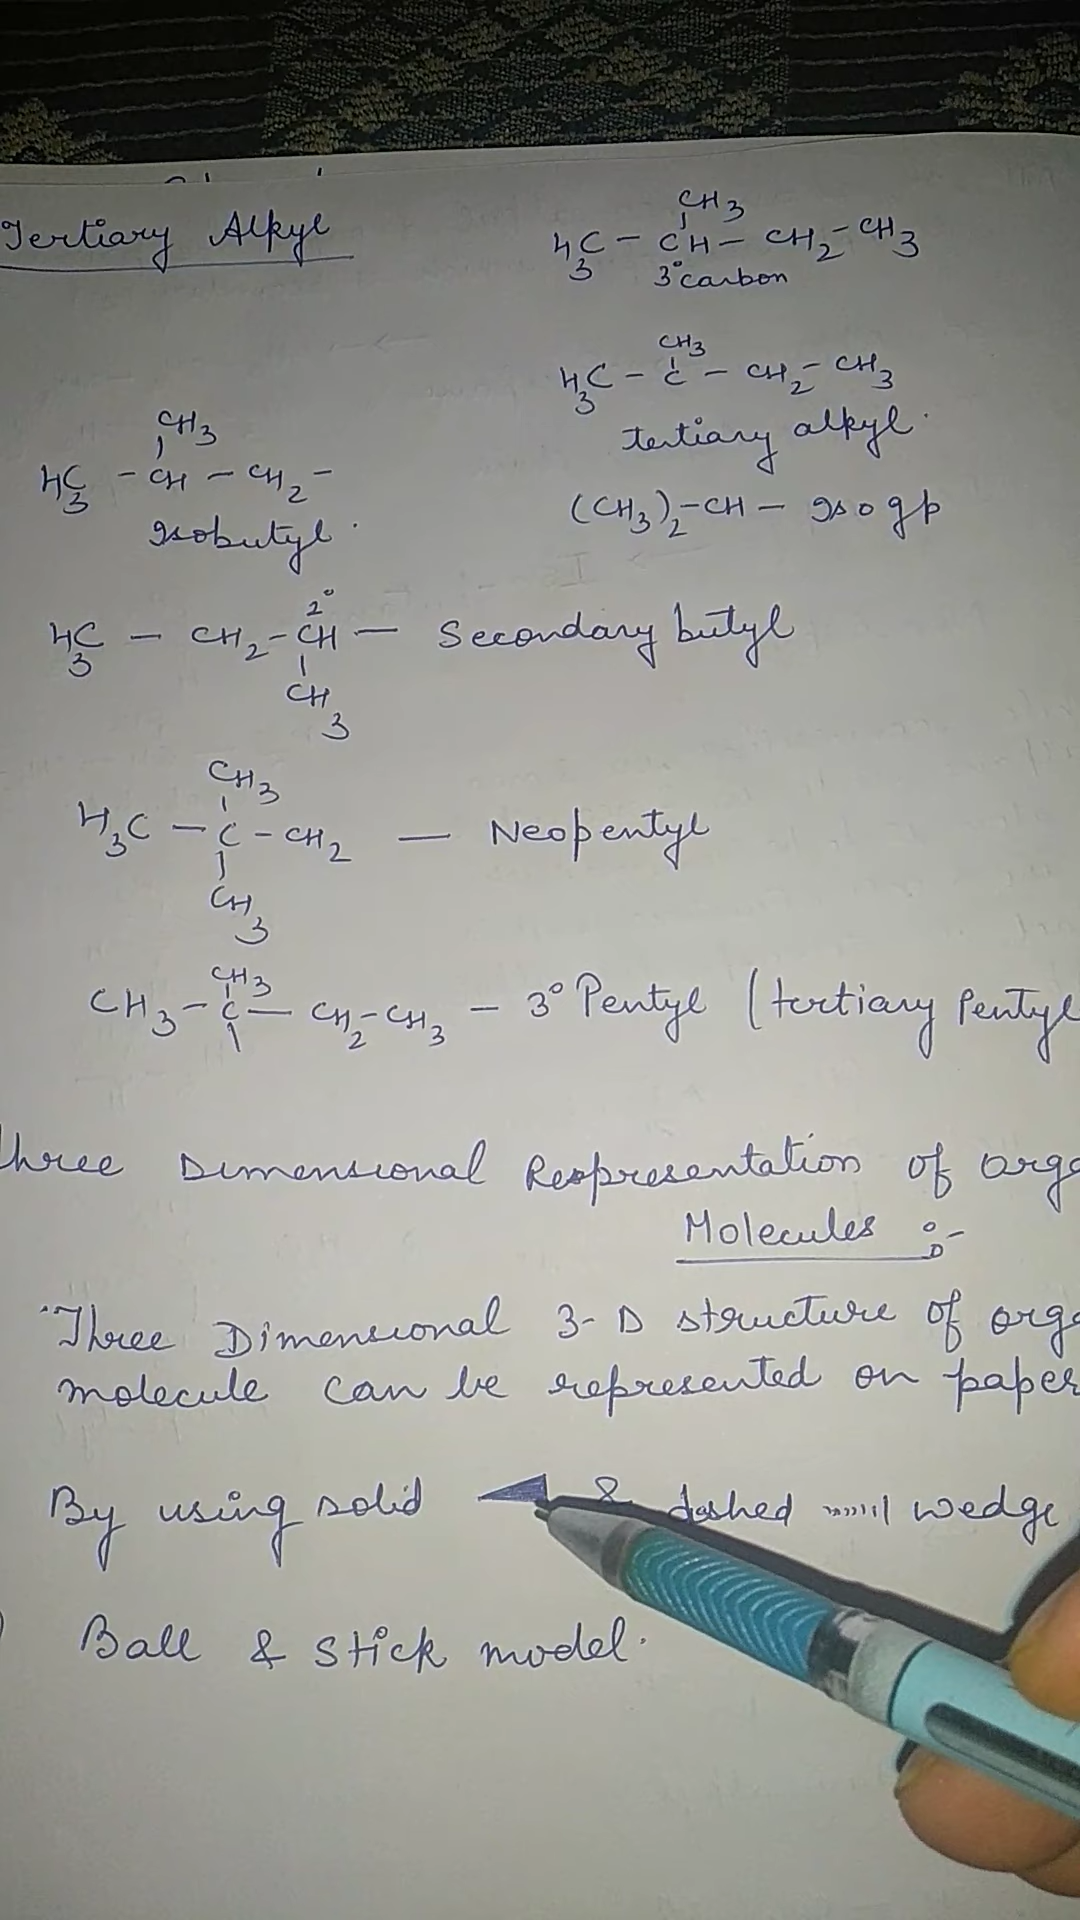 Tertiary Alkyl
CH3
H3C - CH - CH2 - CH3
3° carbon
CH3
H3C - C - CH2 - CH3
tertiary alkyl.
CH3
H3C - CH - CH2 -
Isobutyl.
(CH3)2-CH - Iso gp
2°
H3C - CH2 - CH - Secondary butyl
CH3
CH3
H3C - C - CH2 - Neopentyl
CH3
CH3
CH3 - C - CH2 - CH3 - 3° Pentyl (tertiary Pentyl
Three Dimensional Representation of orga
Molecules :-
Three Dimensional 3-D structure of orga
molecule can be represented on paper
By using solid & dashed wedge
Ball & stick model.